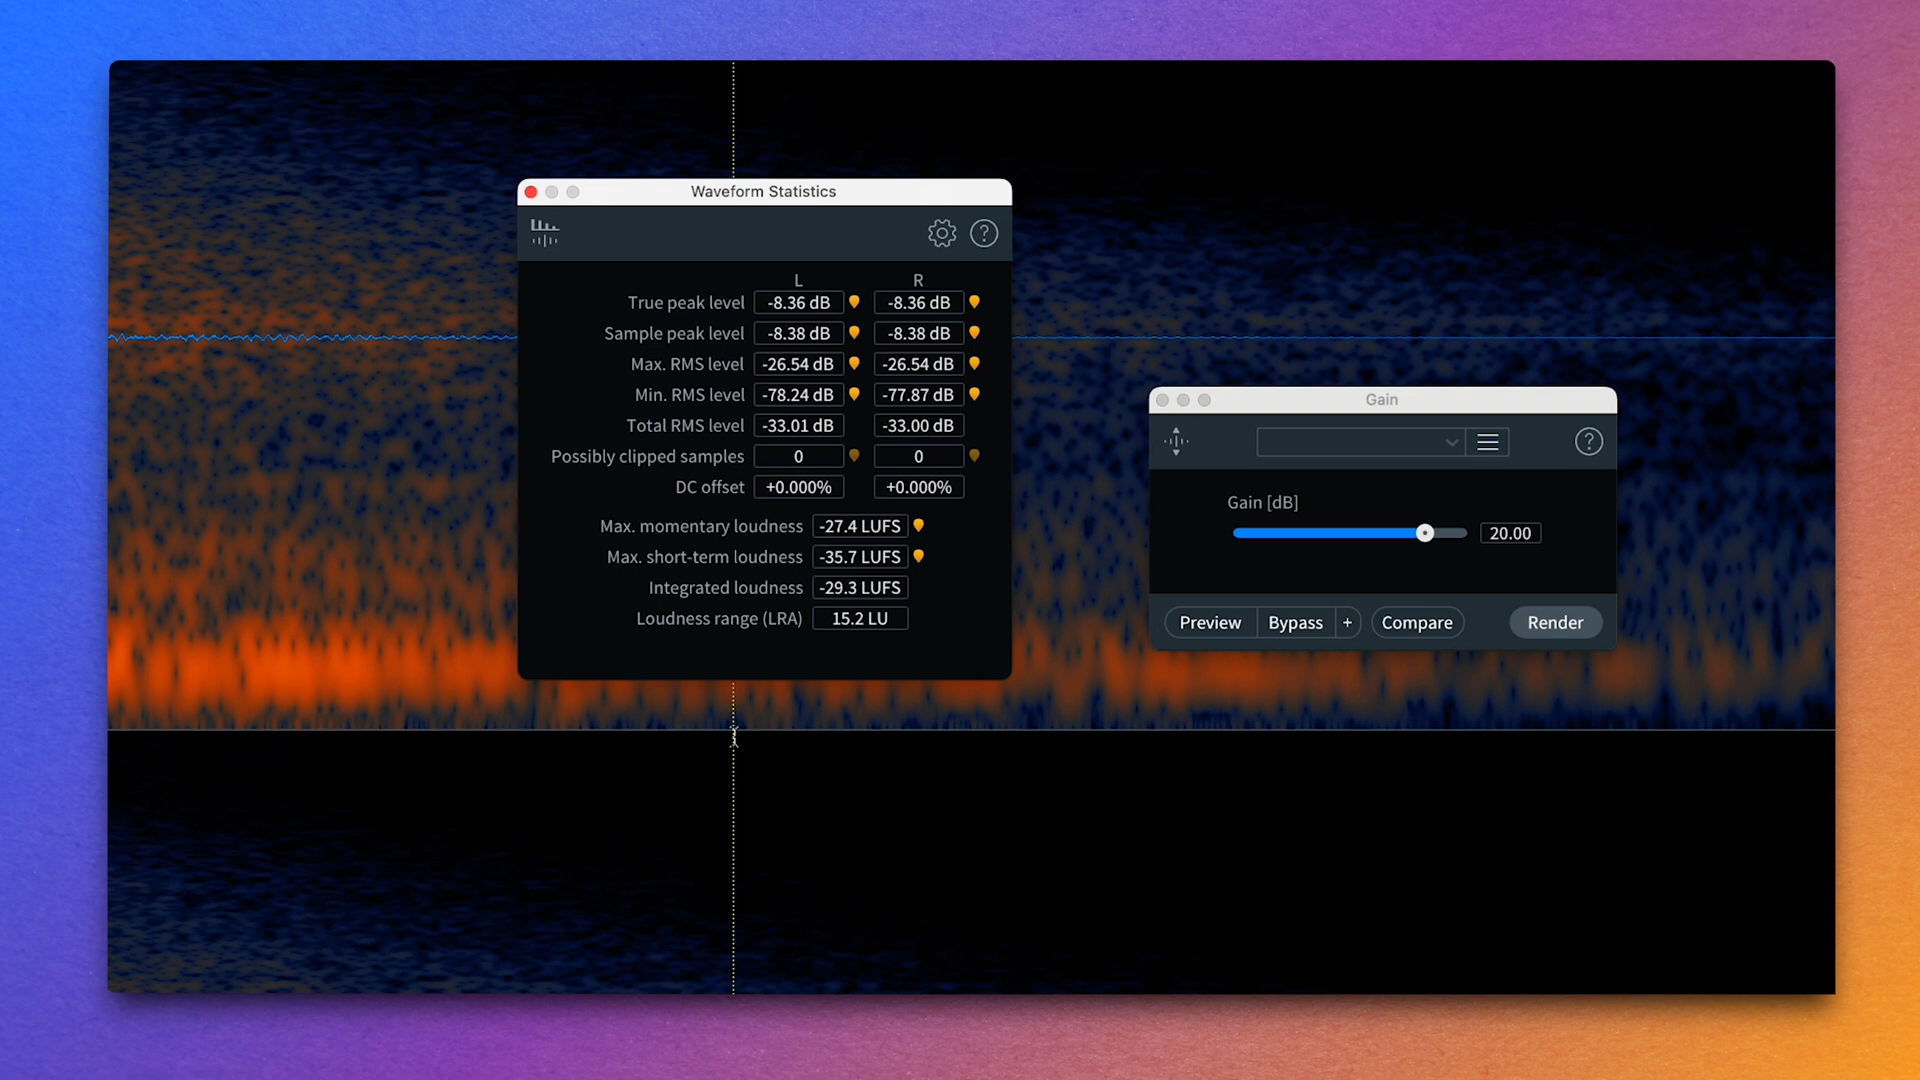 Waveform Statistics
?
L R
True peak level -8.36 dB -8.36 dB
Sample peak level -8.38 dB -8.38 dB
Max. RMS level -26.54 dB -26.54 dB
Min. RMS level -78.24 dB -77.87 dB
Total RMS level -33.01 dB -33.00 dB
Possibly clipped samples 0 0
DC offset +0.000% +0.000%
Max. momentary loudness -27.4 LUFS
Max. short-term loudness -35.7 LUFS
Integrated loudness -29.3 LUFS
Loudness range (LRA) 15.2 LU
Gain
?
Gain [dB]
20.00
Preview Bypass + Compare Render